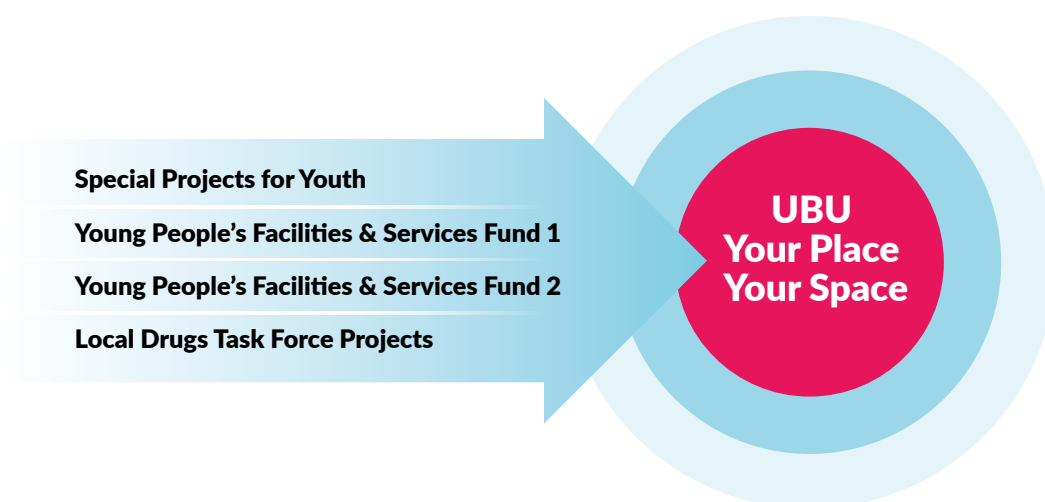 Special Projects for Youth
Young People’s Facilities & Services Fund 1
Young People’s Facilities & Services Fund 2
Local Drugs Task Force Projects
UBU
Your Place
Your Space